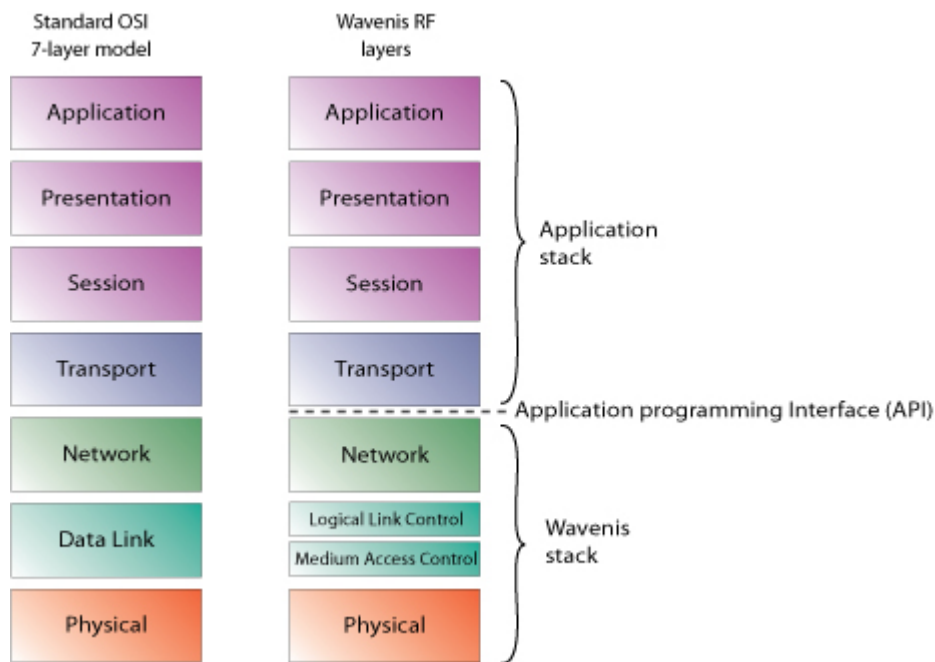 Standard OSI
7-layer model
Application
Presentation
Session
Transport
Network
Data Link
Physical
Wavenis RF
layers
Application
Presentation
Session
Transport
Network
Logical Link Control
Medium Access Control
Physical
Application
stack
Application programming Interface (API)
Wavenis
stack